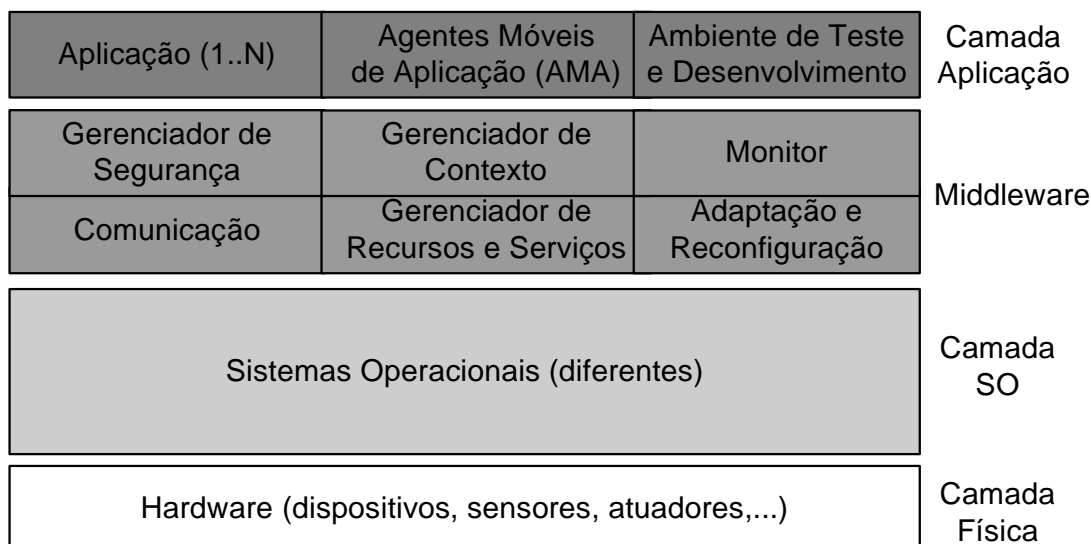 Aplicação (1..N)
Agentes Móveis
de Aplicação (AMA)
Ambiente de Teste
e Desenvolvimento
Camada
Aplicação
Gerenciador de
Segurança
Gerenciador de
Contexto
Monitor
Middleware
Comunicação
Gerenciador de
Recursos e Serviços
Adaptação e
Reconfiguração
Sistemas Operacionais (diferentes)
Camada
SO
Hardware (dispositivos, sensores, atuadores,...)
Camada
Física